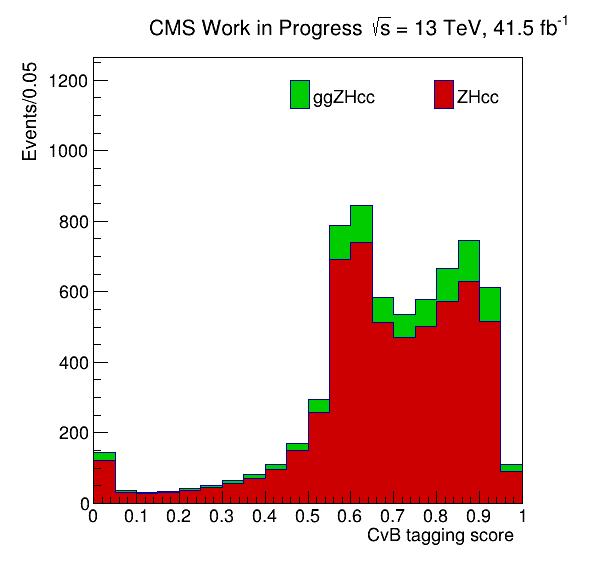 CMS Work in Progress √s = 13 TeV, 41.5 fb⁻¹
Events/0.05
ggZHcc ZHcc
1200
1000
800
600
400
200
0
0 0.1 0.2 0.3 0.4 0.5 0.6 0.7 0.8 0.9 1
CvB tagging score